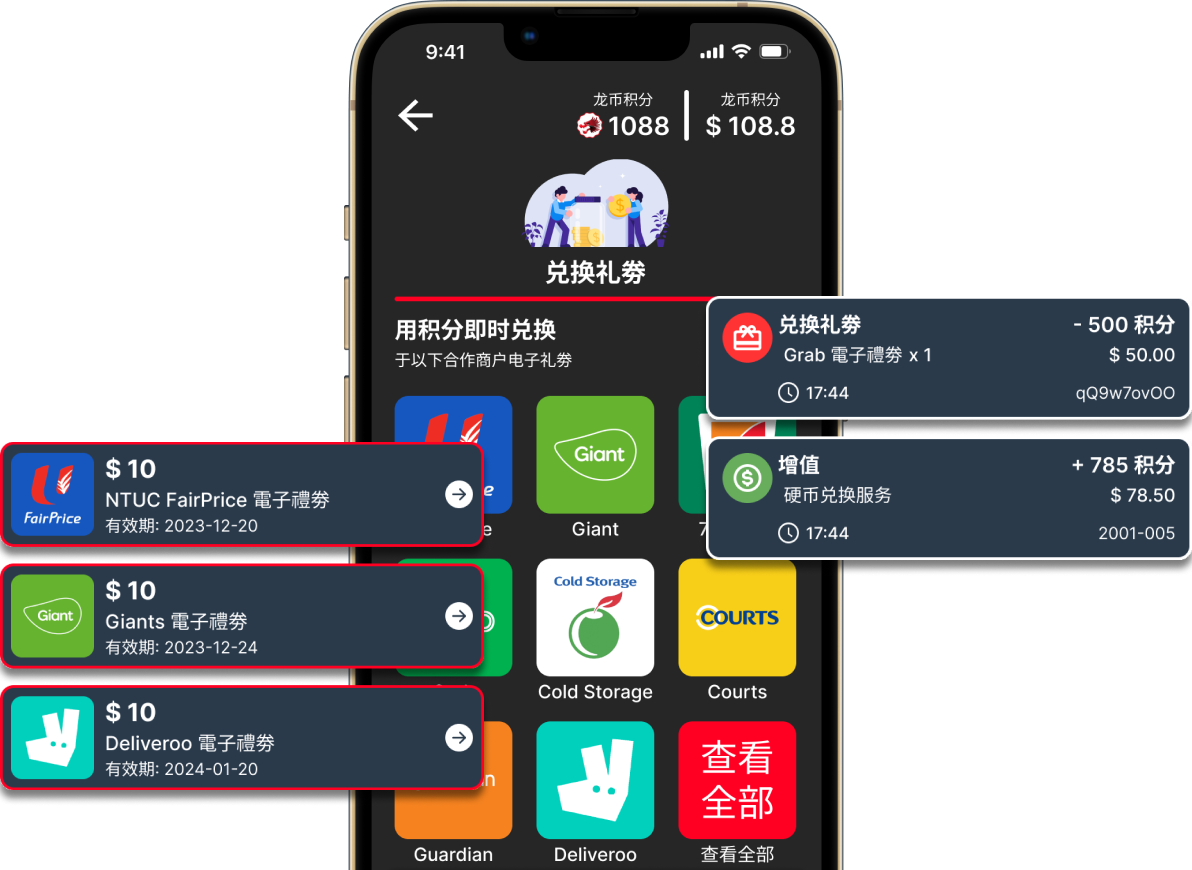 9:41
龙币积分
1088
龙币积分
$ 108.8
兑换礼劵
用积分即时兑换
于以下合作商户电子礼劵
兑换礼劵
- 500 积分
Grab 電子禮劵 x 1
$ 50.00
17:44
qQ9w7ovOO
增值
+ 785 积分
硬币兑换服务
$ 78.50
17:44
2001-005
$ 10
NTUC FairPrice 電子禮劵
有效期: 2023-12-20
FairPrice
Giant
Giant
$ 10
Giants 電子禮劵
有效期: 2023-12-24
Giant
Cold Storage
COURTS
Cold Storage
Courts
$ 10
Deliveroo 電子禮劵
有效期: 2024-01-20
查看
全部
Guardian
Deliveroo
查看全部